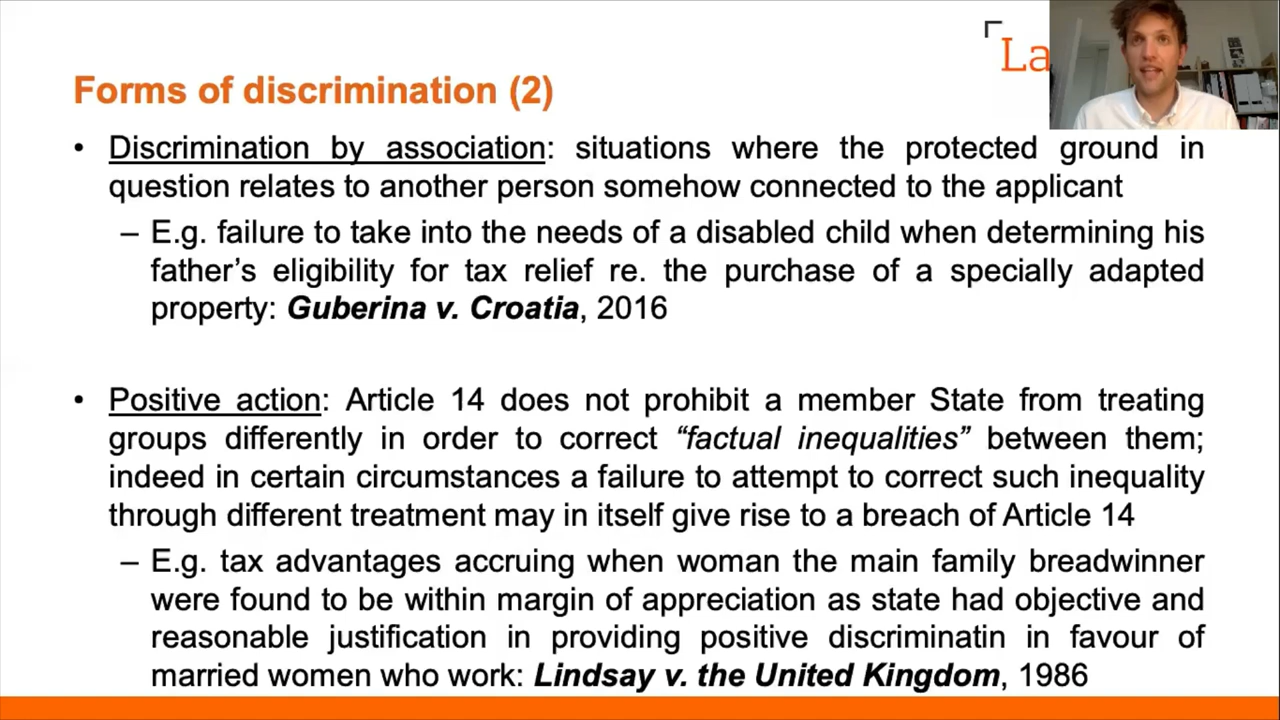 La
Forms of discrimination (2)
• Discrimination by association: situations where the protected ground in
question relates to another person somehow connected to the applicant
– E.g. failure to take into the needs of a disabled child when determining his
father’s eligibility for tax relief re. the purchase of a specially adapted
property: Guberina v. Croatia, 2016
• Positive action: Article 14 does not prohibit a member State from treating
groups differently in order to correct “factual inequalities” between them;
indeed in certain circumstances a failure to attempt to correct such inequality
through different treatment may in itself give rise to a breach of Article 14
– E.g. tax advantages accruing when woman the main family breadwinner
were found to be within margin of appreciation as state had objective and
reasonable justification in providing positive discriminatin in favour of
married women who work: Lindsay v. the United Kingdom, 1986